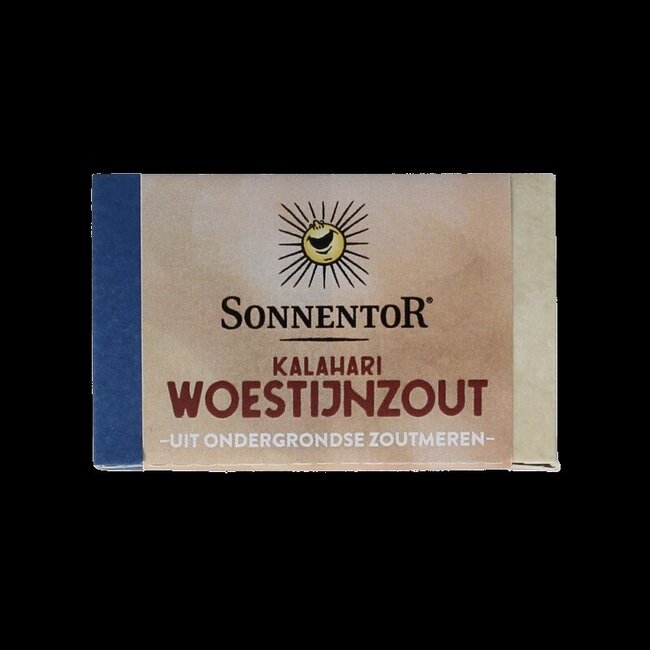 SONNENTOR®
KALAHARI
WOESTIJNZOUT
-UIT ONDERGRONDSE ZOUTMEREN-